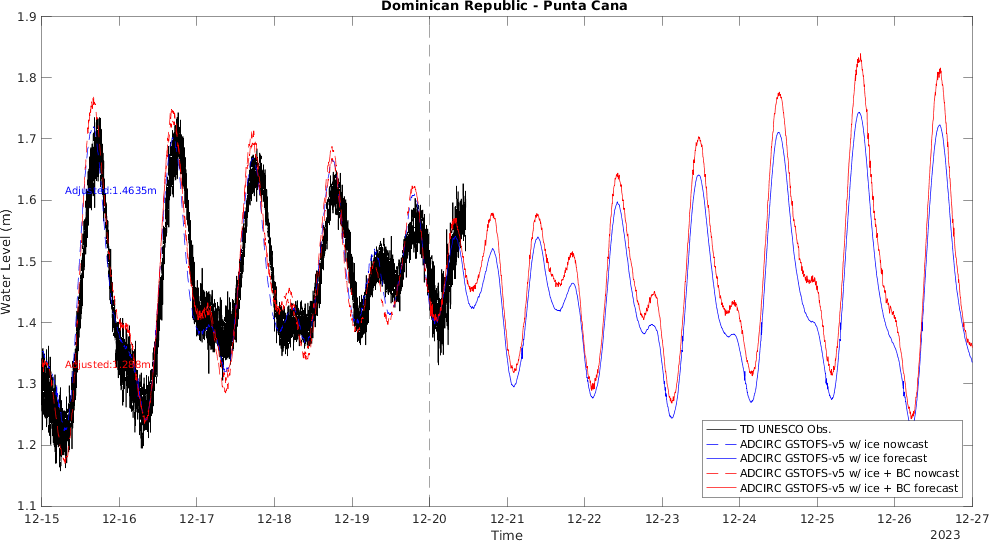 Dominican Republic - Punta Cana
Water Level (m)
1.9
1.8
1.7
1.6
1.5
1.4
1.3
1.2
1.1
Adjusted:1.4635m
TD UNESCO Obs.
ADCIRC GSTOFS-v5 w/ ice nowcast
ADCIRC GSTOFS-v5 w/ ice forecast
ADCIRC GSTOFS-v5 w/ ice + BC nowcast
ADCIRC GSTOFS-v5 w/ ice + BC forecast
12-15 12-16 12-17 12-18 12-19 12-20 12-21 12-22 12-23 12-24 12-25 12-26 12-27
Time
2023